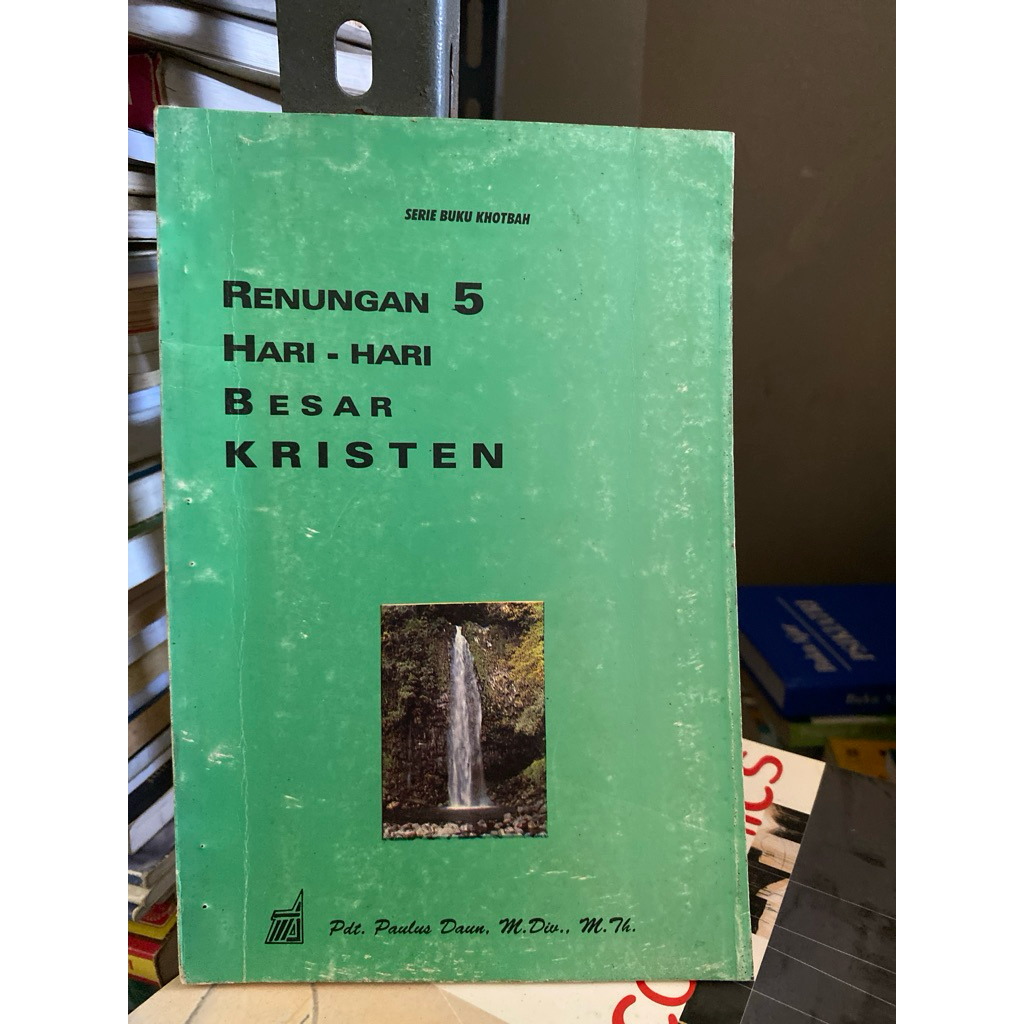 SERIE BUKU KHOTBAH
RENUNGAN 5
HARI - HARI
BESAR
KRISTEN
Pdt. Paulus Daun, M.Div., M.Th.